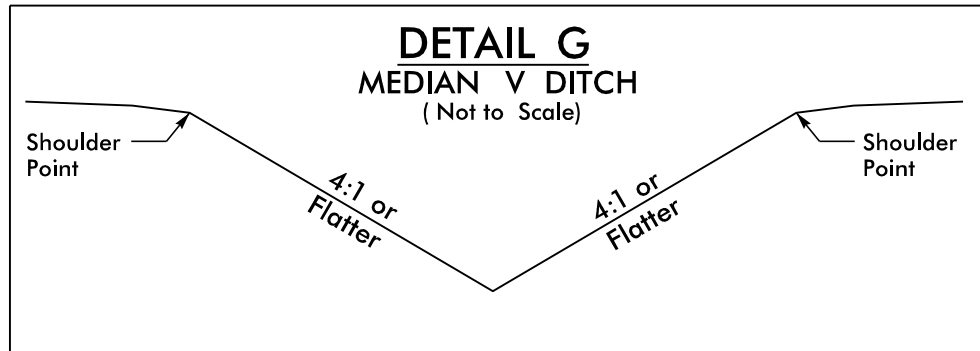 DETAIL G
MEDIAN V DITCH
( Not to Scale)
Shoulder
Point
4:1 or
Flatter
4:1 or
Flatter
Shoulder
Point